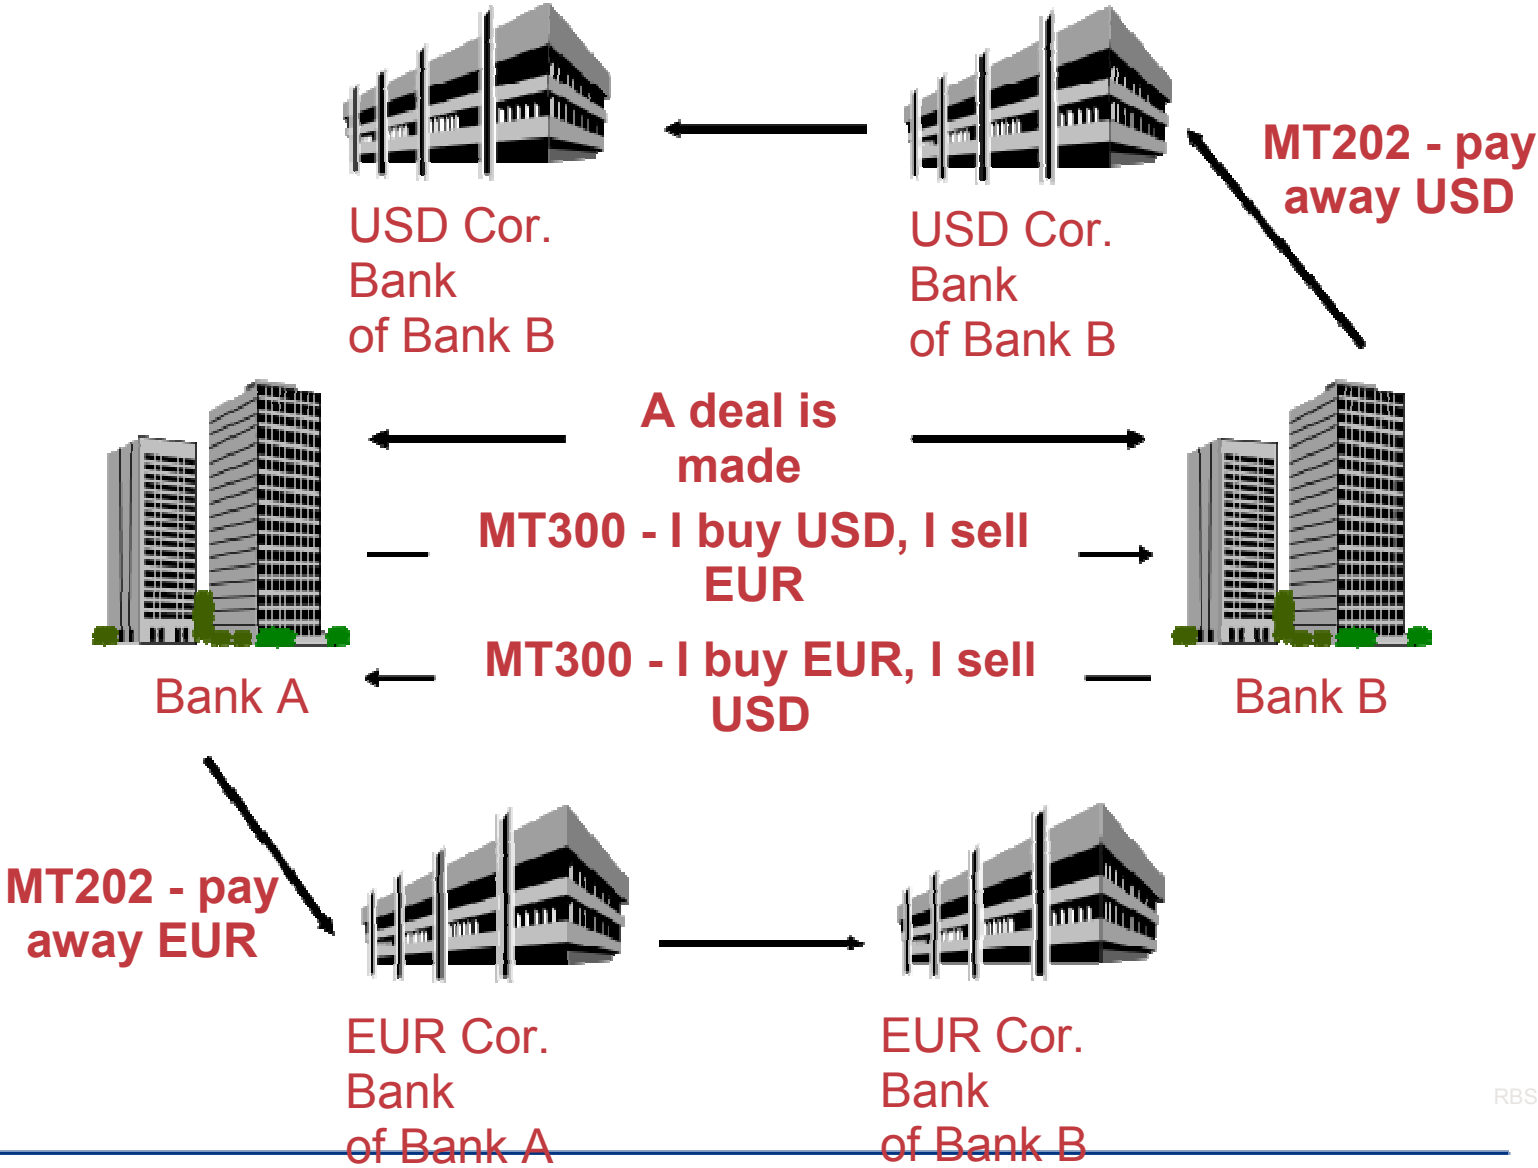 MT202 - pay
away USD
USD Cor.
Bank
of Bank B
USD Cor.
Bank
of Bank B
A deal is
made
MT300 - I buy USD, I sell
EUR
MT300 - I buy EUR, I sell
USD
Bank A
Bank B
MT202 - pay
away EUR
EUR Cor.
Bank
of Bank A
EUR Cor.
Bank
of Bank B
RBS